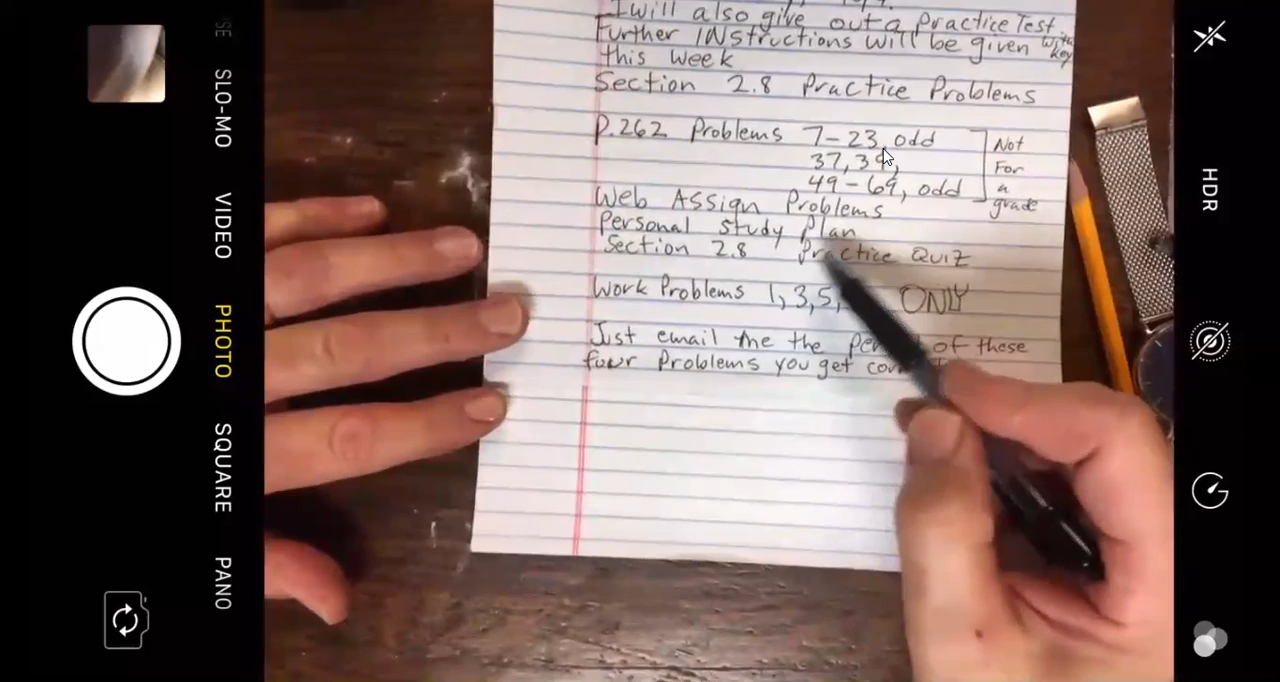 I will also give out a Practice Test with key
Further INstructions will be given
this week
Section 2.8 Practice Problems
P.262 Problems 7-23, odd
37, 39,
49-69, odd
Not
For
a
grade
Web Assign Problems
Personal Study Plan
Section 2.8 Practice QUIZ
Work Problems 1, 3, 5, ONLY
Just email me the of these
four Problems you get
SLO-MO
VIDEO
PHOTO
SQUARE
PANO
HDR